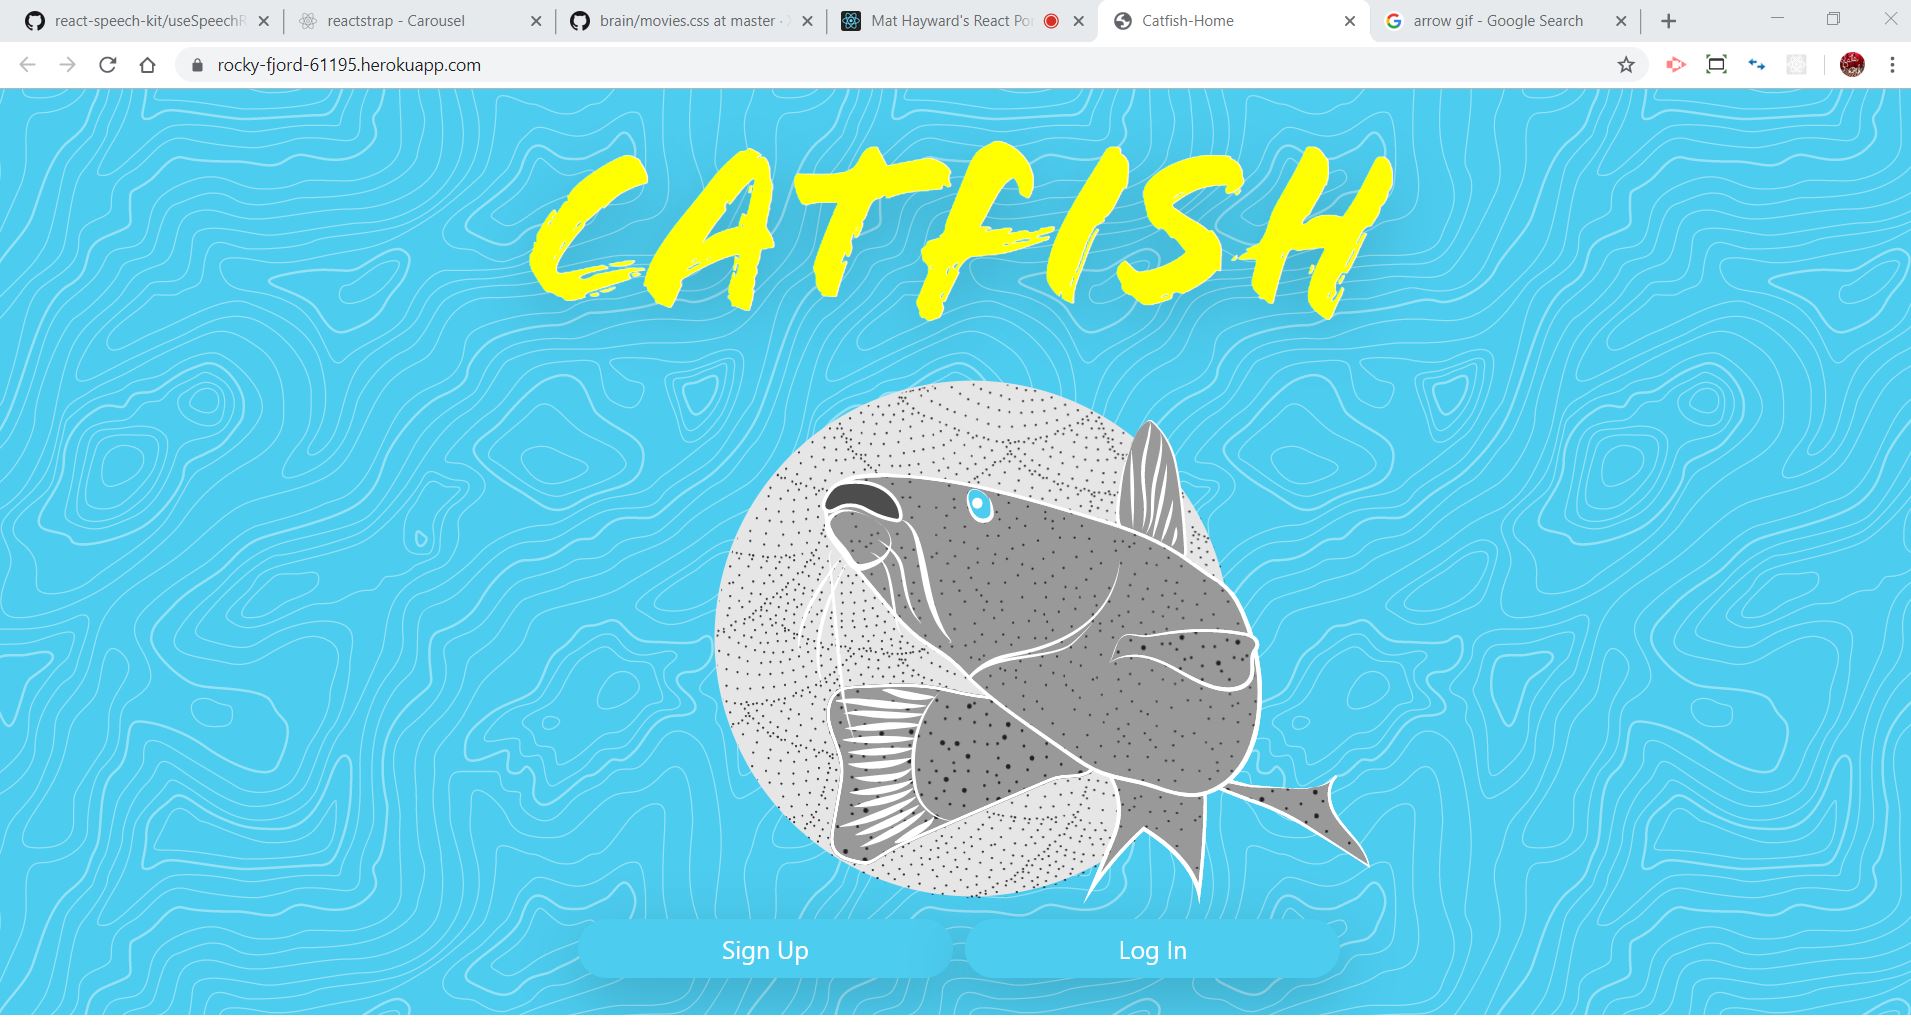 react-speech-kit/useSpeechR
reactstrap - Carousel
brain/movies.css at master ·
Mat Hayward's React Po
Catfish-Home
arrow gif - Google Search
rocky-fjord-61195.herokuapp.com
CATFISH
Sign Up
Log In